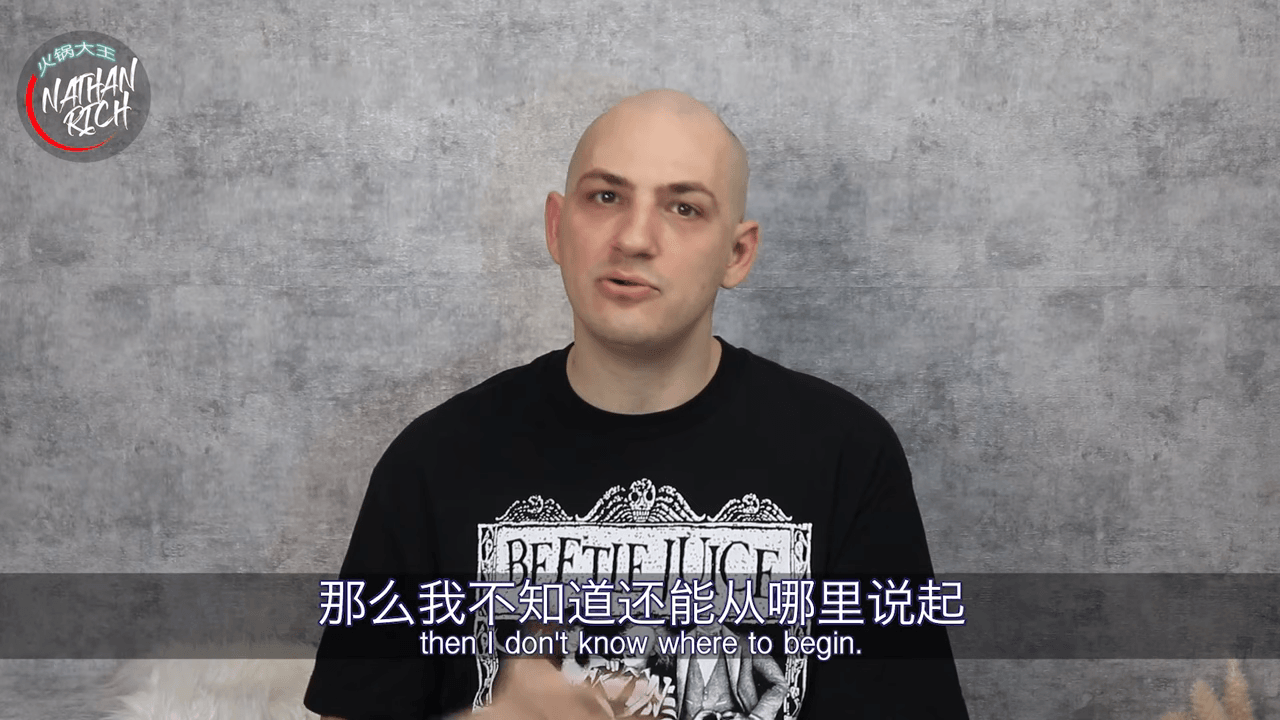 火锅大王
NATHAN
RICH
BEETLEJUICE
那么我不知道还能从哪里说起
then I don't know where to begin.